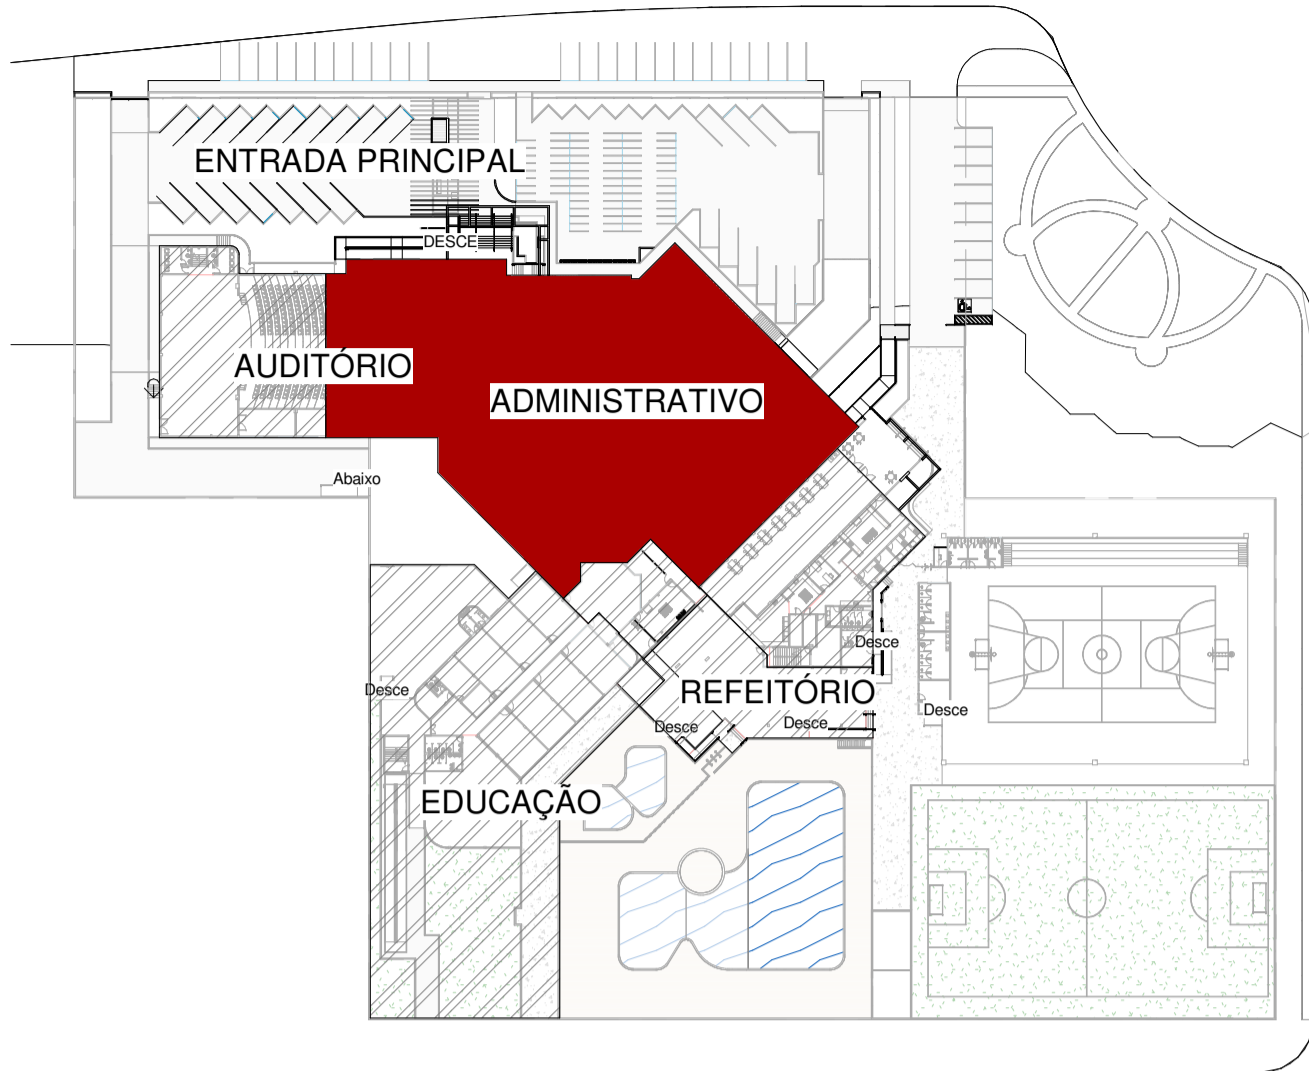 ENTRADA PRINCIPAL
DESCE
AUDITÓRIO
ADMINISTRATIVO
Abaixo
Desce
Desce
REFEITÓRIO
Desce
Desce
Desce
EDUCAÇÃO